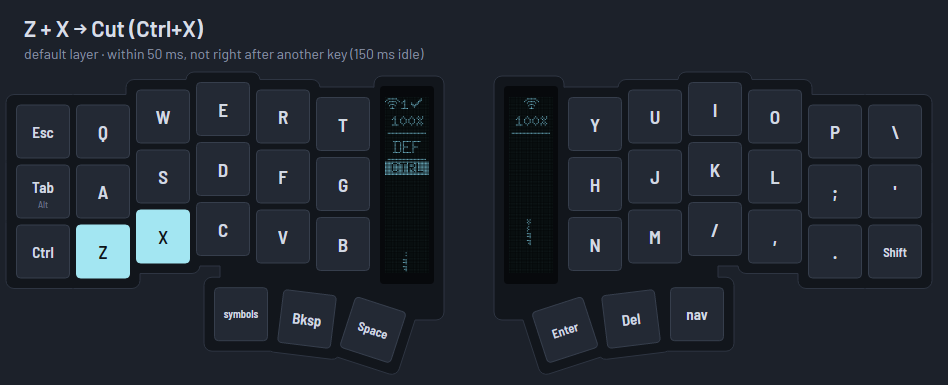 Z + X → Cut (Ctrl+X)
default layer · within 50 ms, not right after another key (150 ms idle)
Esc Q W E R T
Tab Alt A S D F G
Ctrl Z X C V B
symbols Bksp Space
1✓
100%
DEF
CTRL
100%
Y U I O P \
H J K L ; '
N M / , . Shift
Enter Del nav